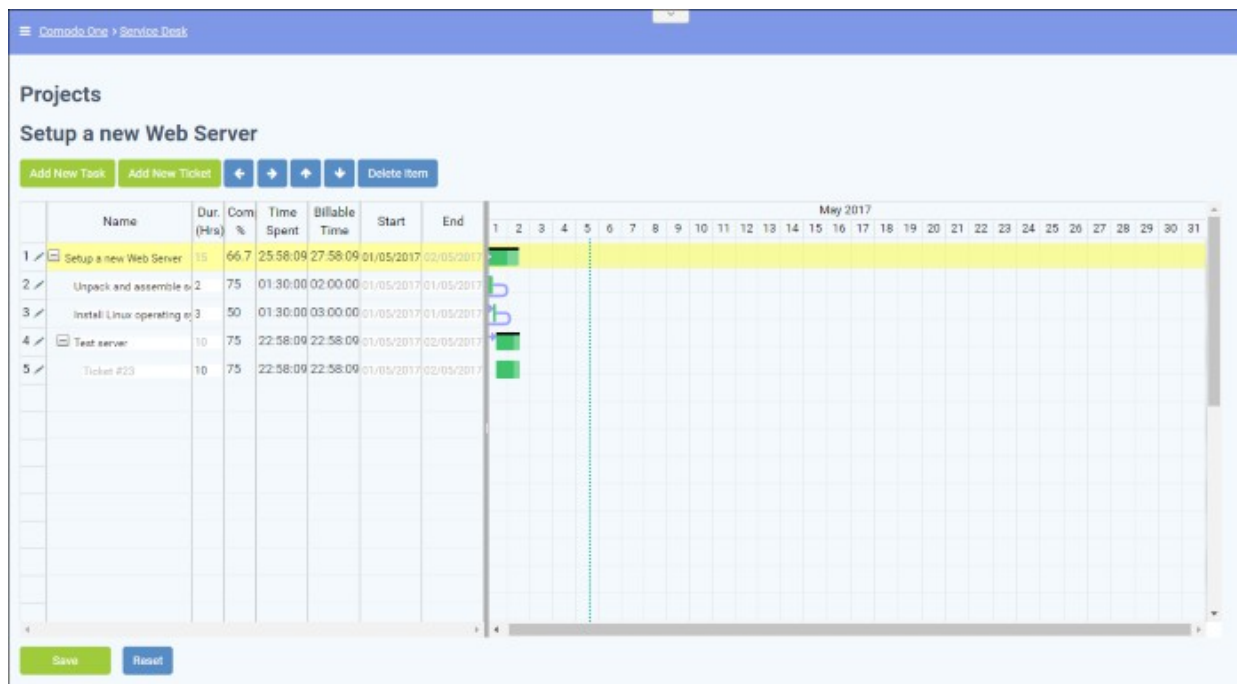 Comodo One > Service Desk
Projects
Setup a new Web Server
Add New Task Add New Ticket Delete Item
Name Dur. (Hrs) Com % Time Spent Billable Time Start End May 2017
1 2 3 4 5 6 7 8 9 10 11 12 13 14 15 16 17 18 19 20 21 22 23 24 25 26 27 28 29 30 31
1 Setup a new Web Server 15 66.7 25:58:09 27:58:09 01/05/2017 02/05/2017
2 Unpack and assemble s 2 75 01:30:00 02:00:00 01/05/2017 01/05/2017
3 Install Linux operating sy 3 50 01:30:00 03:00:00 01/05/2017 01/05/2017
4 Test server 10 75 22:58:09 22:58:09 01/05/2017 02/05/2017
5 Ticket #23 10 75 22:58:09 22:58:09 01/05/2017 02/05/2017
Save Reset